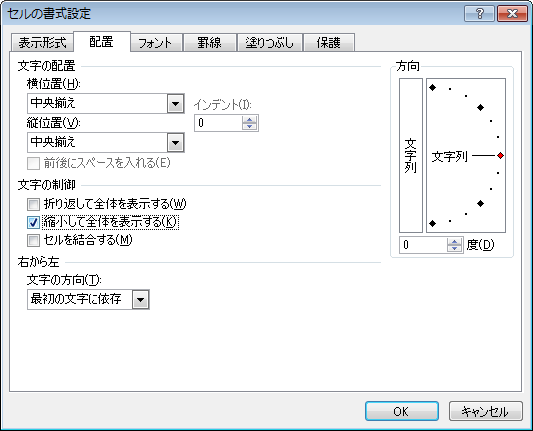 セルの書式設定
表示形式 配置 フォント 罫線 塗りつぶし 保護
文字の配置
横位置(H):
中央揃え
インデント(I):
縦位置(V):
0
中央揃え
前後にスペースを入れる(E)
文字の制御
折り返して全体を表示する(W)
縮小して全体を表示する(K)
セルを結合する(M)
右から左
文字の方向(T):
最初の文字に依存
方向
文字列
文字列
0 度(D)
OK キャンセル